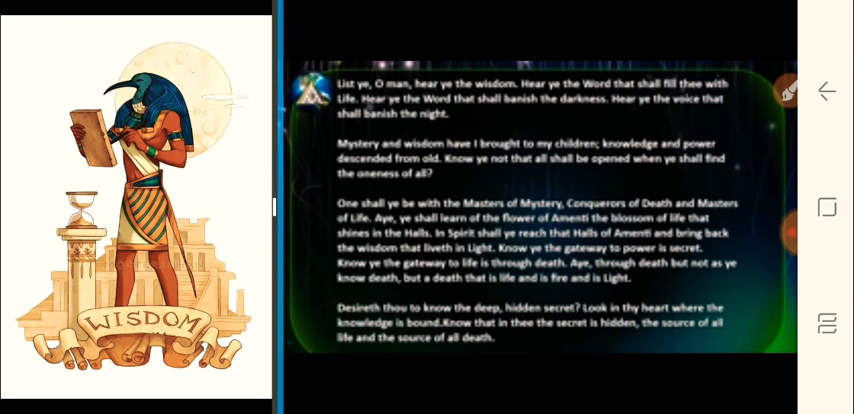 WISDOM
List ye, O man, hear ye the wisdom. Hear ye the Word that shall fill thee with
Life. Hear ye the Word that shall banish the darkness. Hear ye the voice that
shall banish the night.
Mystery and wisdom have I brought to my children; knowledge and power
descended from old. Know ye not that all shall be opened when ye shall find
the oneness of all?
One shall ye be with the Masters of Mystery, Conquerors of Death and Masters
of Life. Aye, ye shall learn of the flower of Amenti the blossom of life that
shines in the Halls. In Spirit shall ye reach that Halls of Amenti and bring back
the wisdom that liveth in Light. Know ye the gateway to power is secret.
Know ye the gateway to life is through death. Aye, through death but not as ye
know death, but a death that is life and is fire and is Light.
Desireth thou to know the deep, hidden secret? Look in thy heart where the
knowledge is bound.Know that in thee the secret is hidden, the source of all
life and the source of all death.